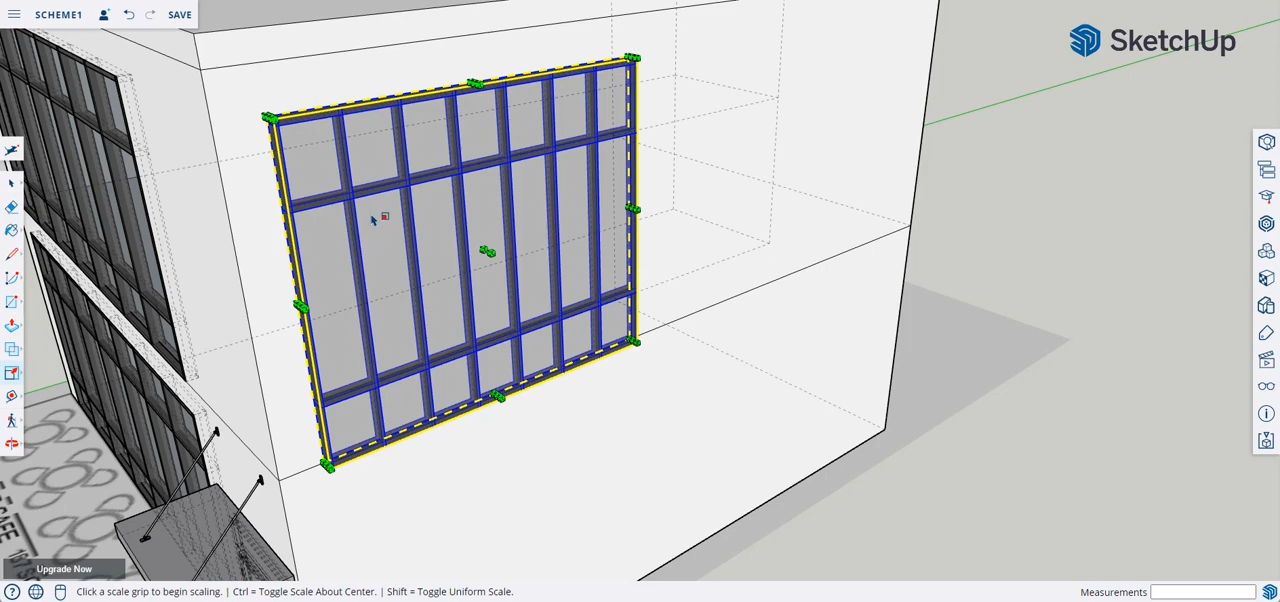 SCHEME1 SAVE
SketchUp
CAFE
Upgrade Now
Click a scale grip to begin scaling. | Ctrl = Toggle Scale About Center. | Shift = Toggle Uniform Scale.
Measurements